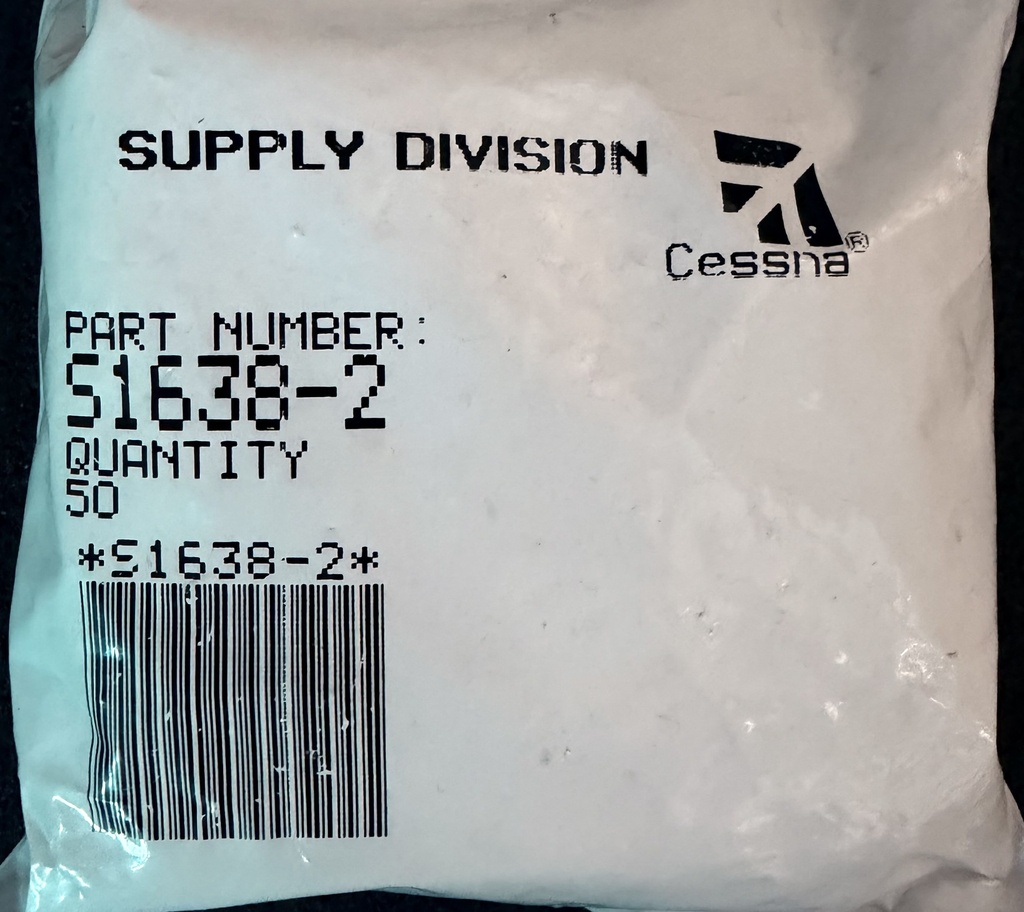 SUPPLY DIVISION
Cessna®
PART NUMBER:
S1638-2
QUANTITY
50
*S1638-2*